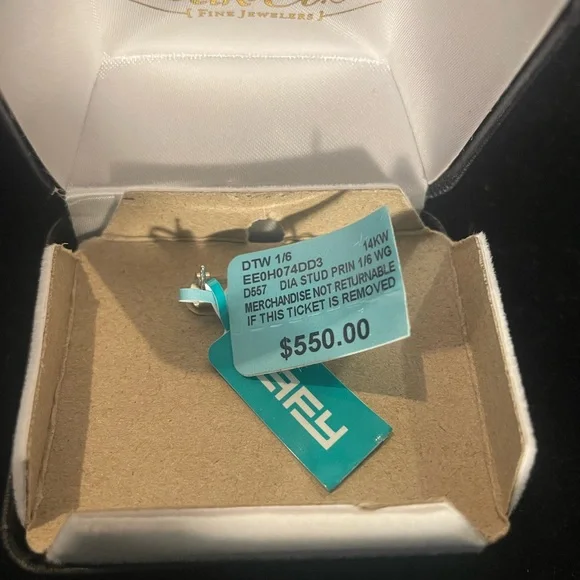 { FINE JEWELERS }
DTW 1/6 14KW
EE0H074DD3
D557 DIA STUD PRIN 1/6 WG
MERCHANDISE NOT RETURNABLE
IF THIS TICKET IS REMOVED
$550.00